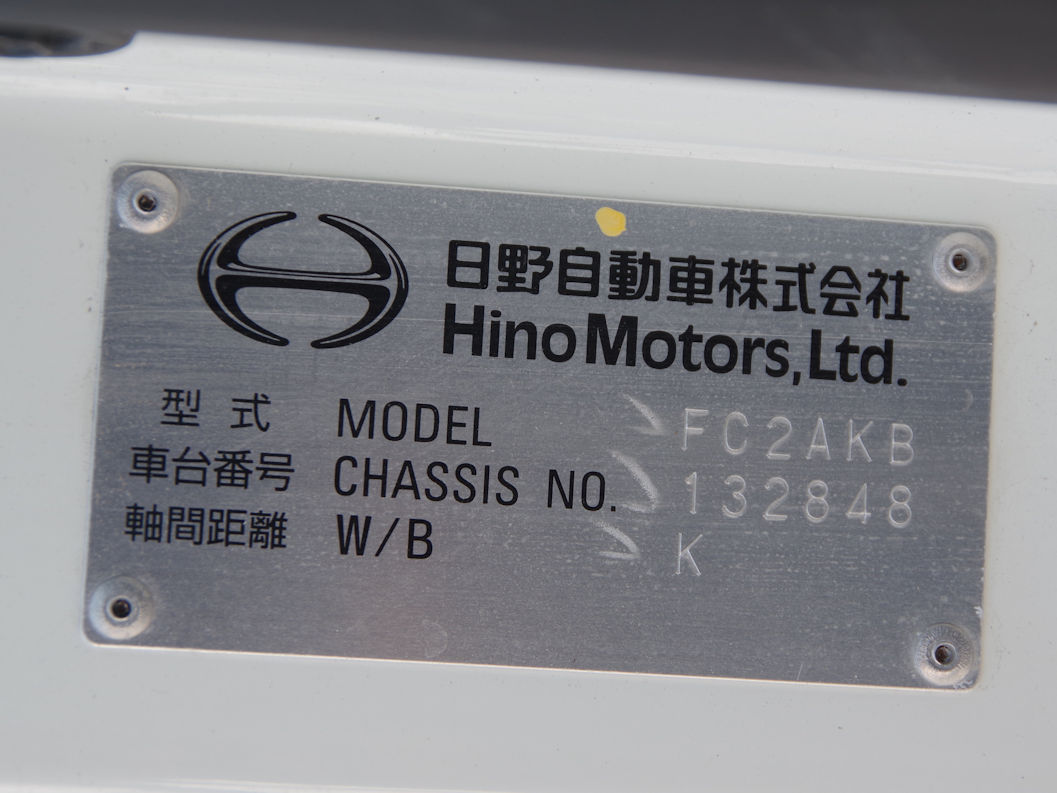 日野自動車株式会社
Hino Motors, Ltd.
型式 MODEL FC2AKB
車台番号 CHASSIS NO. 132848
軸間距離 W/B K